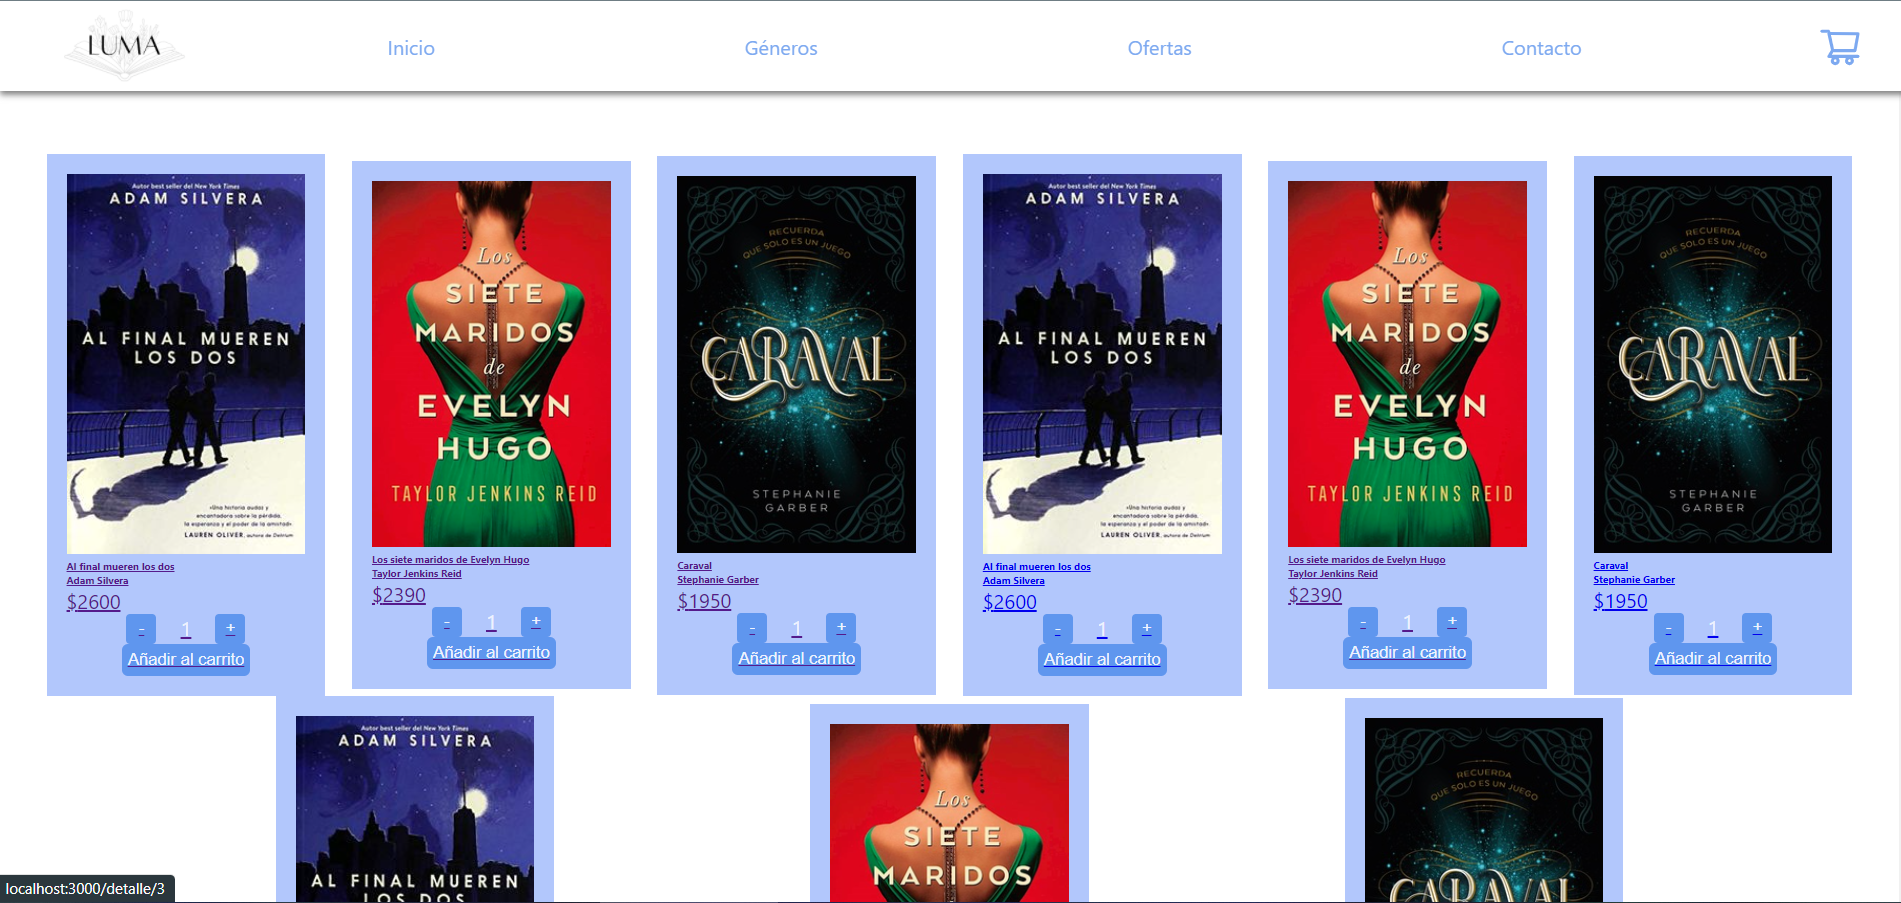 LUMA
Inicio
Géneros
Ofertas
Contacto
Autor best seller del New York Times
ADAM SILVERA
AL FINAL MUEREN
LOS DOS
«Una historia audaz y
encantadora sobre la pérdida,
la esperanza y el poder de la amistad»
LAUREN OLIVER, autora de Delirium
Al final mueren los dos
Adam Silvera
$2600
- 1 +
Añadir al carrito
Los
SIETE
MARIDOS
de
EVELYN
HUGO
TAYLOR JENKINS REID
Los siete maridos de Evelyn Hugo
Taylor Jenkins Reid
$2390
- 1 +
Añadir al carrito
RECUERDA
QUE SOLO ES UN JUEGO
CARAVAL
STEPHANIE
GARBER
Caraval
Stephanie Garber
$1950
- 1 +
Añadir al carrito
Autor best seller del New York Times
ADAM SILVERA
AL FINAL MUEREN
LOS DOS
«Una historia audaz y
encantadora sobre la pérdida,
la esperanza y el poder de la amistad»
LAUREN OLIVER, autora de Delirium
Al final mueren los dos
Adam Silvera
$2600
- 1 +
Añadir al carrito
Los
SIETE
MARIDOS
de
EVELYN
HUGO
TAYLOR JENKINS REID
Los siete maridos de Evelyn Hugo
Taylor Jenkins Reid
$2390
- 1 +
Añadir al carrito
RECUERDA
QUE SOLO ES UN JUEGO
CARAVAL
STEPHANIE
GARBER
Caraval
Stephanie Garber
$1950
- 1 +
Añadir al carrito
Autor best seller del New York Times
ADAM SILVERA
AL FINAL MUEREN
LOS DOS
Los
SIETE
MARIDOS
RECUERDA
QUE SOLO ES UN JUEGO
CARAVAL
localhost:3000/detalle/3